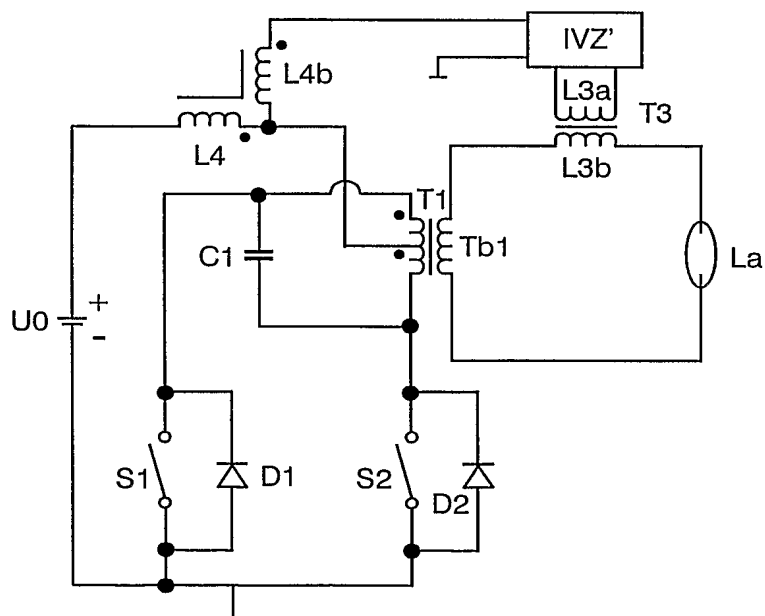 IVZ'
L4b
L3a
T3
L4
L3b
T1
C1
Tb1
La
U0
+
-
S1
D1
S2
D2